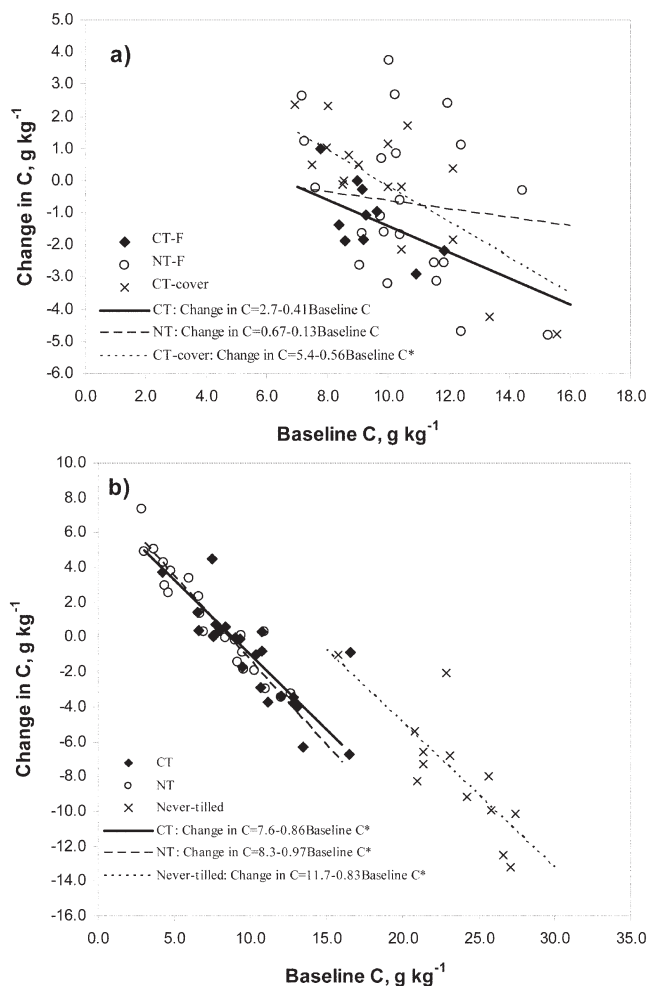 a)
5.0
4.0
3.0
2.0
1.0
0.0
-1.0
-2.0
-3.0
-4.0
-5.0
-6.0
Change in C, g kg-1
CT-F
NT-F
CT-cover
CT: Change in C=2.7-0.41Baseline C
NT: Change in C=0.67-0.13Baseline C
CT-cover: Change in C=5.4-0.56Baseline C*
0.0 2.0 4.0 6.0 8.0 10.0 12.0 14.0 16.0 18.0
Baseline C, g kg-1
b)
10.0
8.0
6.0
4.0
2.0
0.0
-2.0
-4.0
-6.0
-8.0
-10.0
-12.0
-14.0
-16.0
Change in C, g kg-1
CT
NT
Never-tilled
CT: Change in C=7.6-0.86Baseline C*
NT: Change in C=8.3-0.97Baseline C*
Never-tilled: Change in C=11.7-0.83Baseline C*
0.0 5.0 10.0 15.0 20.0 25.0 30.0 35.0
Baseline C, g kg-1